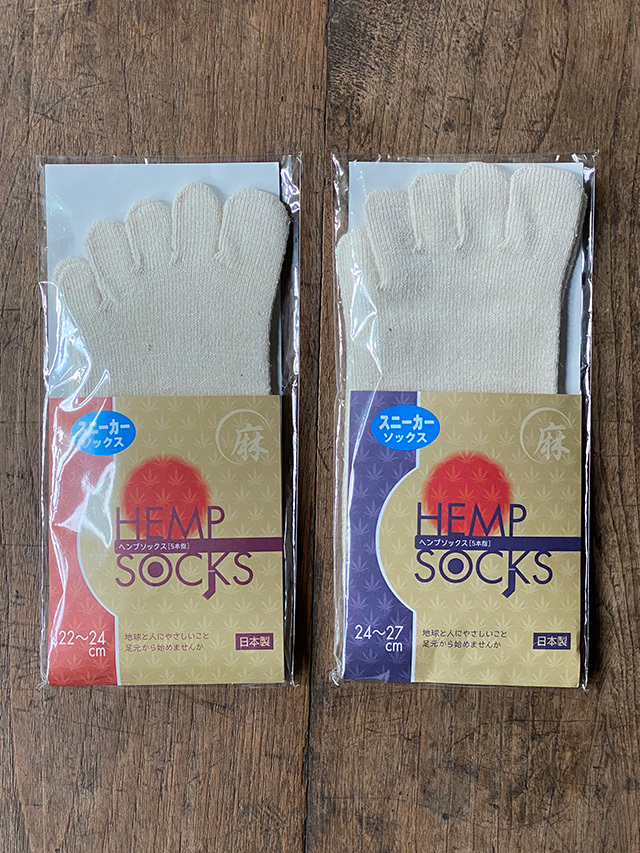 スニーカー
ソックス
麻
HEMP
ヘンプソックス[5本指]
SOCKS
22〜24
cm
地球と人にやさしいこと
足元から始めませんか
日本製
スニーカー
ソックス
麻
HEMP
ヘンプソックス[5本指]
SOCKS
24〜27
cm
地球と人にやさしいこと
足元から始めませんか
日本製